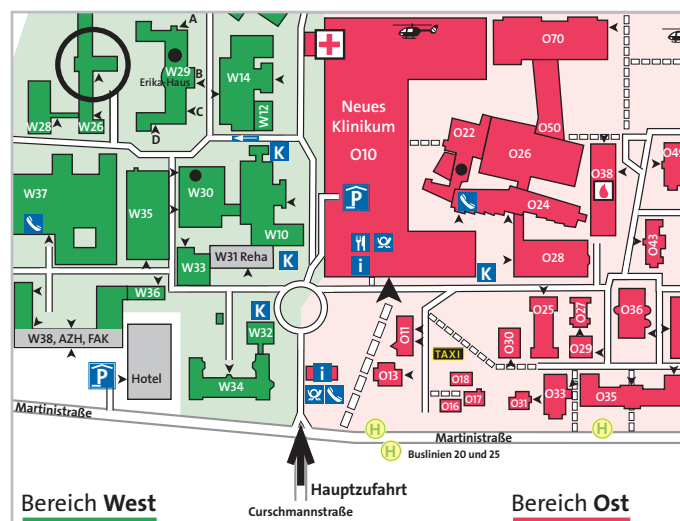 A
W29
B
Erika-Haus
C
D
W14
W12
W28
W26
Neues
Klinikum
O10
O70
O50
O22
O26
O38
O24
O28
O43
W37
W35
W30
W10
W31 Reha
W33
K
K
K
K
P
i
W36
W38, AZH, FAK
P
Hotel
W32
W34
i
O11
O13
TAXI
O25
O27
O29
O30
O36
O18
O17
O16
O31
O33
O35
Martinistraße
H
H
H
Martinistraße
Buslinien 20 und 25
Hauptzufahrt
Curschmannstraße
Bereich West
Bereich Ost